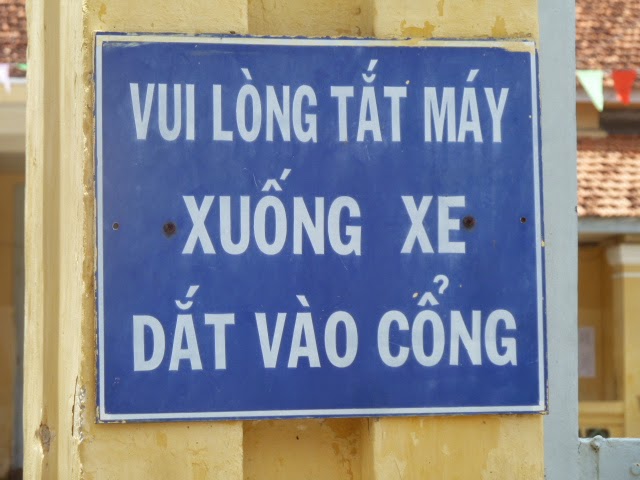 VUI LÒNG TẮT MÁY
XUỐNG XE
DẮT VÀO CỔNG